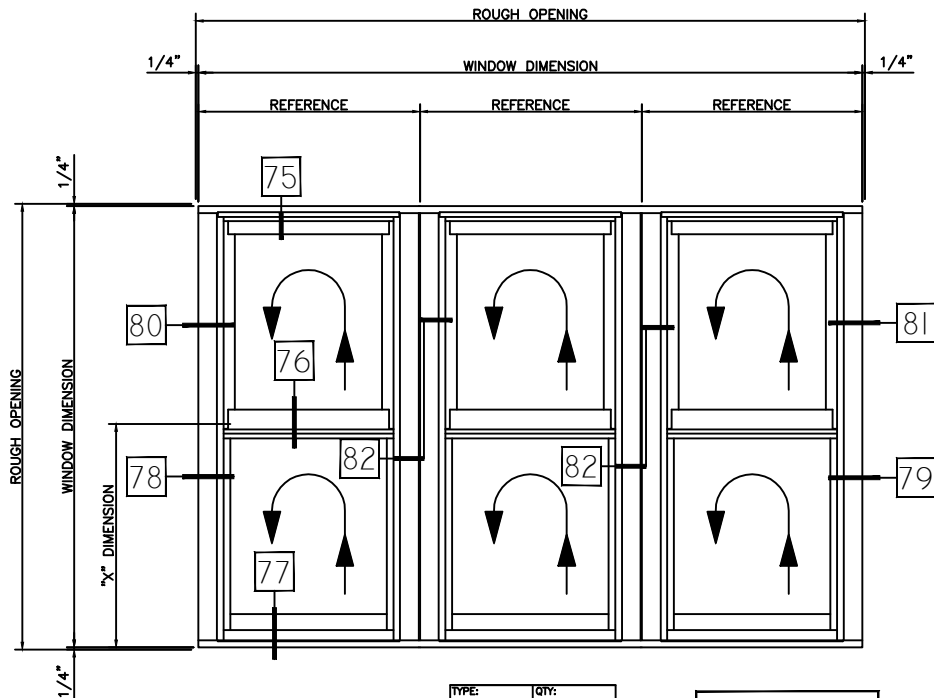 ROUGH OPENING
1/4"
WINDOW DIMENSION
1/4"
REFERENCE
REFERENCE
REFERENCE
1/4"
75
80
81
76
ROUGH OPENING
WINDOW DIMENSION
"X" DIMENSION
78
82
82
79
77
1/4"
TYPE:
QTY: